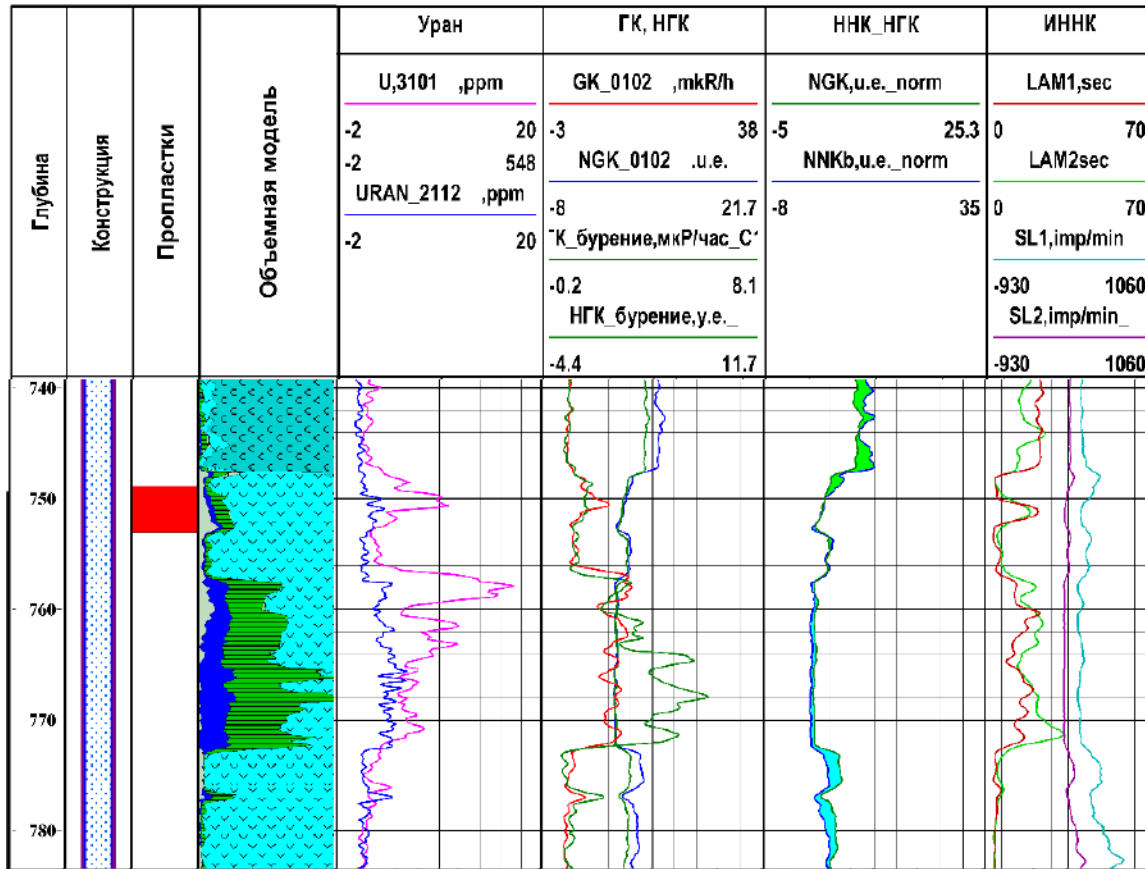 Глубина
Конструкция
Пропластки
Объемная модель
Уран
U,3101 ,ppm
-2 20
-2 548
URAN_2112 ,ppm
-2 20
ГК, НГК
GK_0102 ,mkR/h
-3 38
NGK_0102 .u.e.
-8 21.7
ГК_бурение,мкР/час_С
-0.2 8.1
НГК_бурение,у.е._
-4.4 11.7
ННК_НГК
NGK,u.e._norm
-5 25.3
NNKb,u.e._norm
-8 35
ИННК
LAM1,sec
0 70
LAM2sec
0 70
SL1,imp/min
-930 1060
SL2,imp/min_
-930 1060
740
750
760
770
780